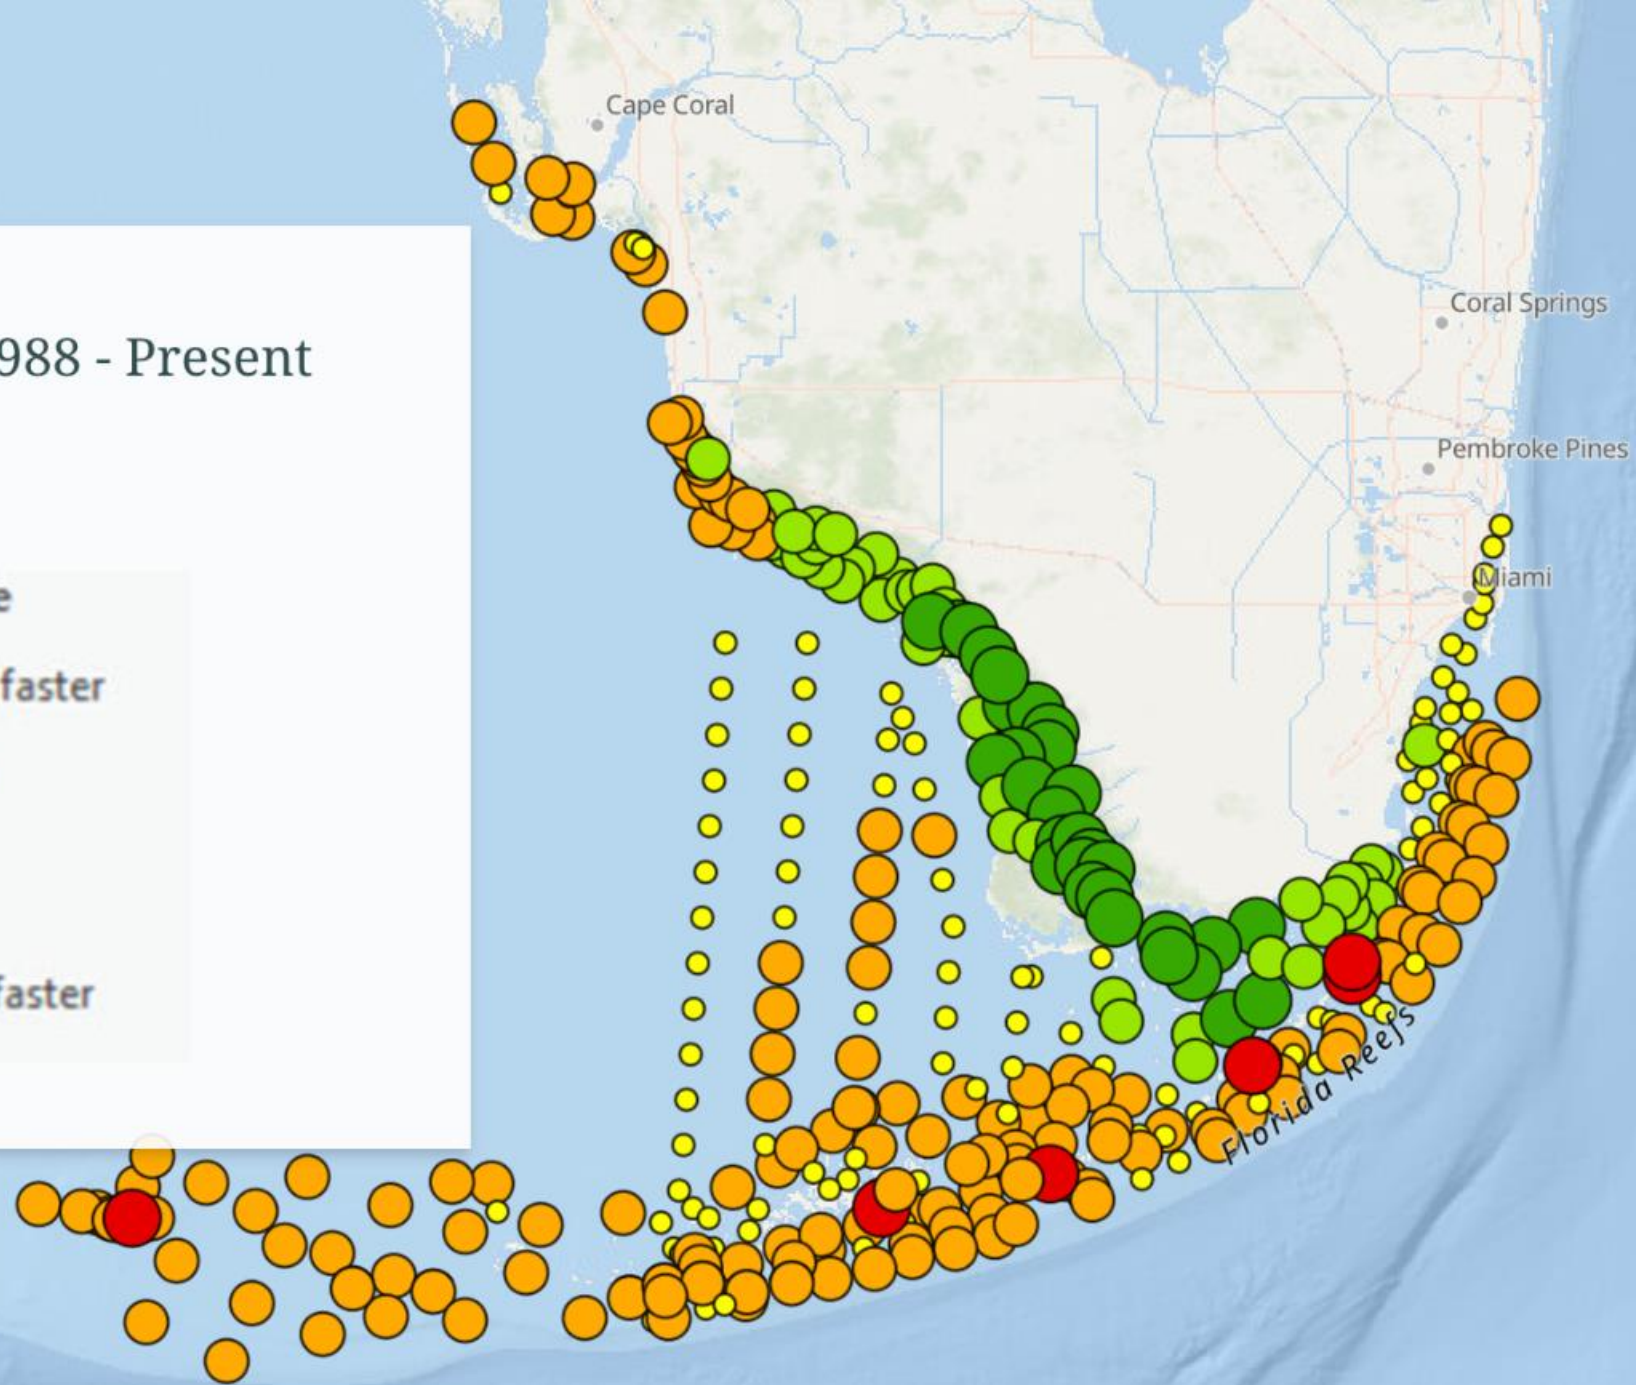 Cape Coral
Coral Springs
988 - Present
Pembroke Pines
Miami
e
faster
faster
Florida Reefs